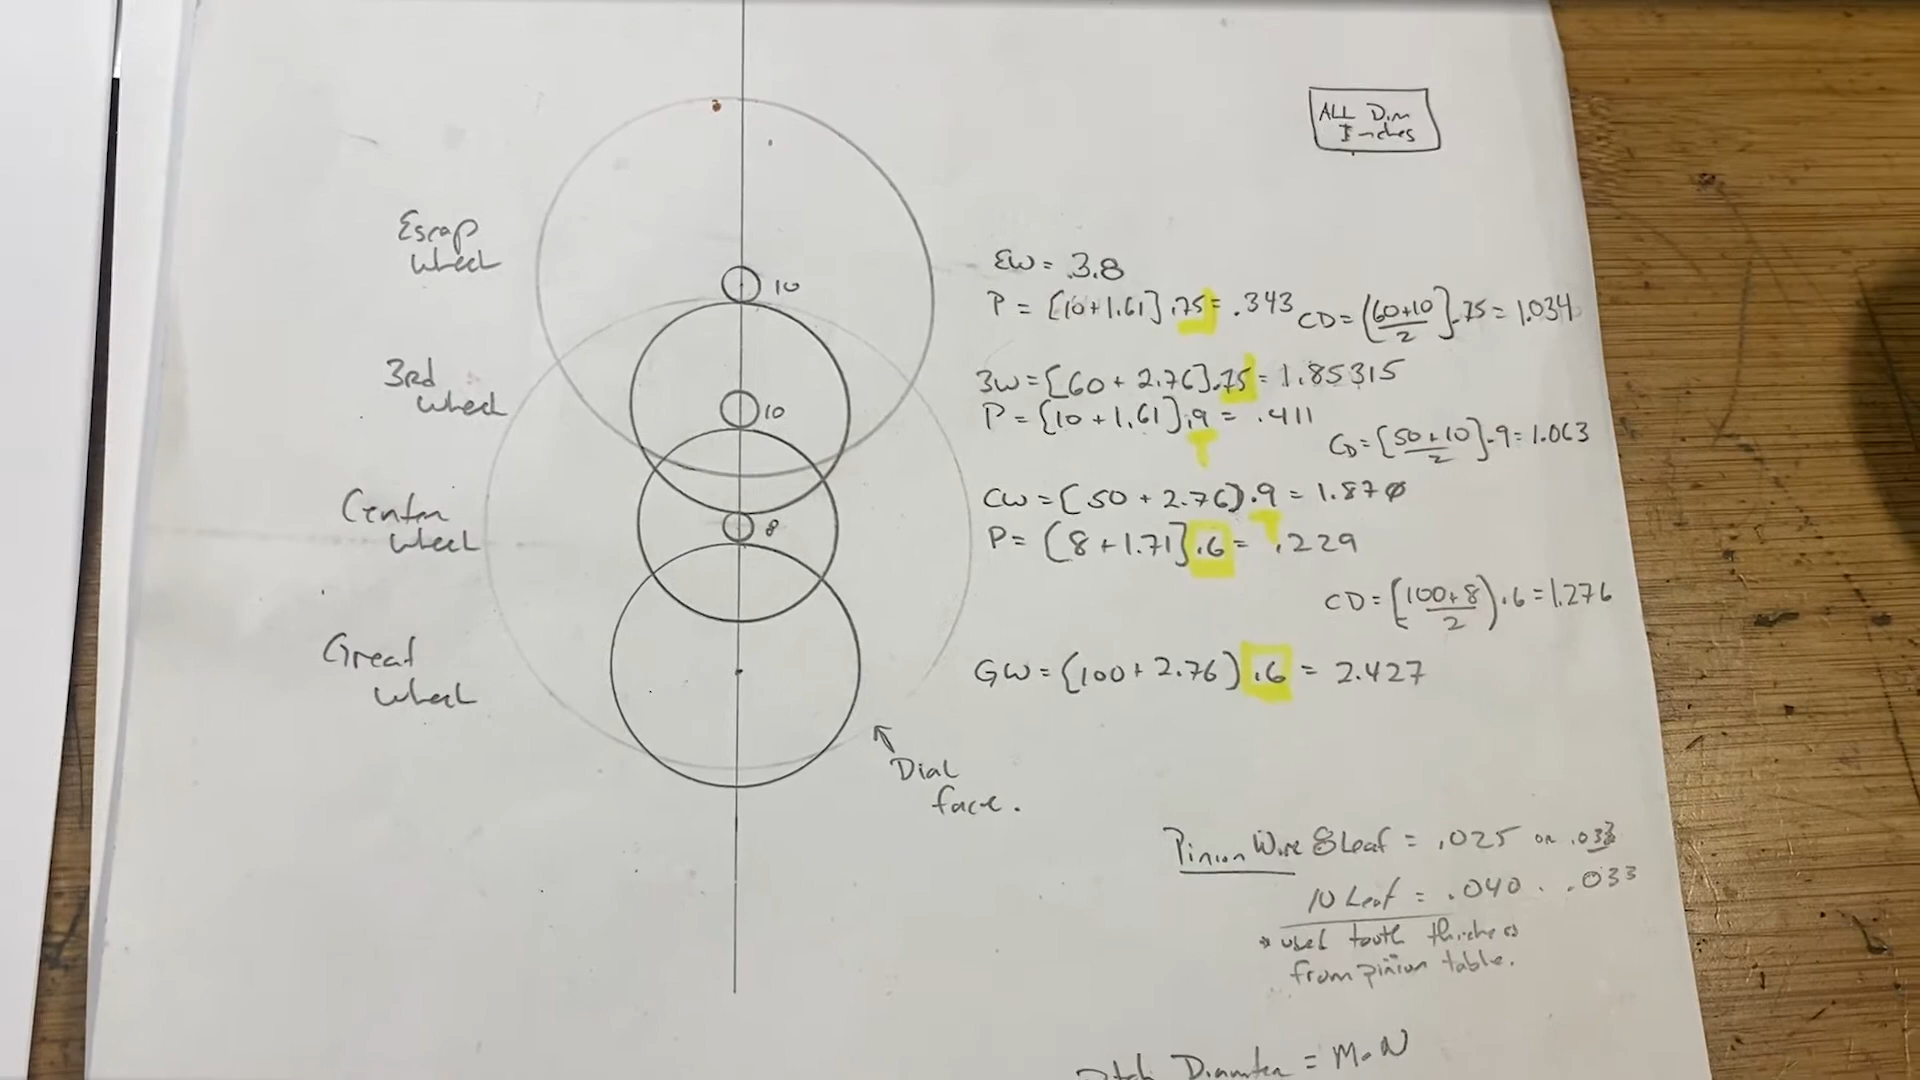 ALL Dim
Inches
Escap
wheel
10
EW = 3.8
P = [10+1.61].75 = .343
CD = (60+10/2].75 = 1.034
3rd
wheel
10
3W = [60 + 2.76].75 = 1.85315
P = [10 + 1.61].9 = .411
CD = [50+10/2].9 = 1.063
Center
wheel
8
CW = [50 + 2.76].9 = 1.870
P = (8 + 1.71].6 = .229
CD = [100+8/2).6 = 1.276
Great
wheel
GW = (100 + 2.76).6 = 2.427
Dial
face.
Pinion Wire 8 Leaf = .025 or .033
10 Leaf = .040 . .033
* used tooth thickness
from pinion table.
Pitch Diameter = M.N